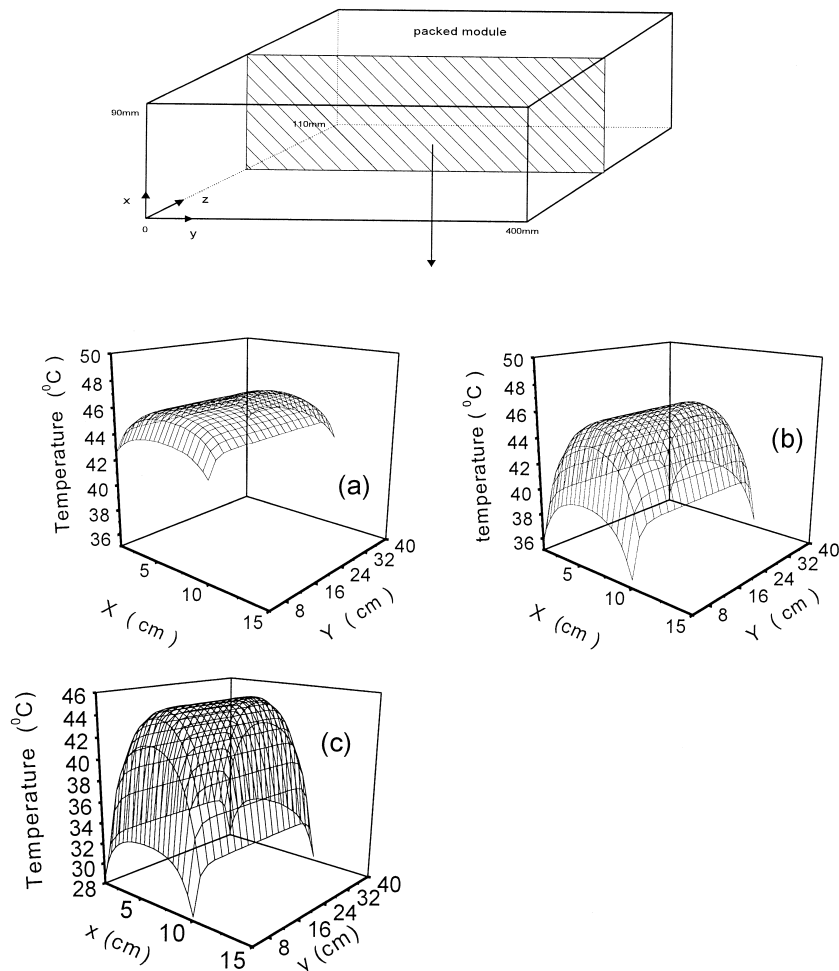 packed module
90mm
110mm
x
z
0
y
400mm
Temperature (⁰C)
50
48
46
44
42
40
38
36
5
10
15
X (cm)
8
16
24
32
40
Y (cm)
(a)
temperature (⁰C)
50
48
46
44
42
40
38
36
5
10
15
X (cm)
8
16
24
32
40
Y (cm)
(b)
Temperature (⁰C)
46
44
42
40
38
36
34
32
30
28
5
10
15
x (cm)
8
16
24
32
40
y (cm)
(c)